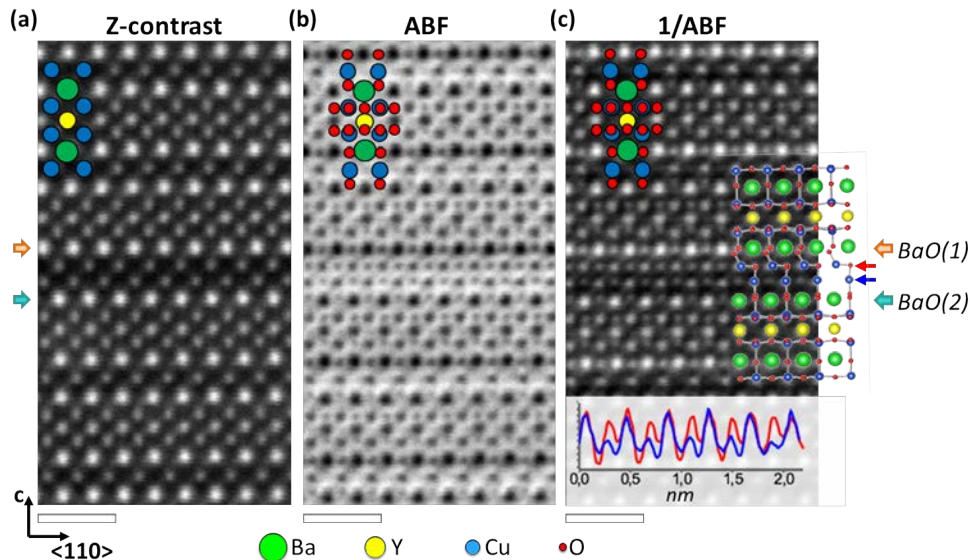 (a) Z-contrast
(b) ABF
(c) 1/ABF
BaO(1)
BaO(2)
0,0 0,5 1,0 1,5 2,0
nm
c
<110>
Ba Y Cu O